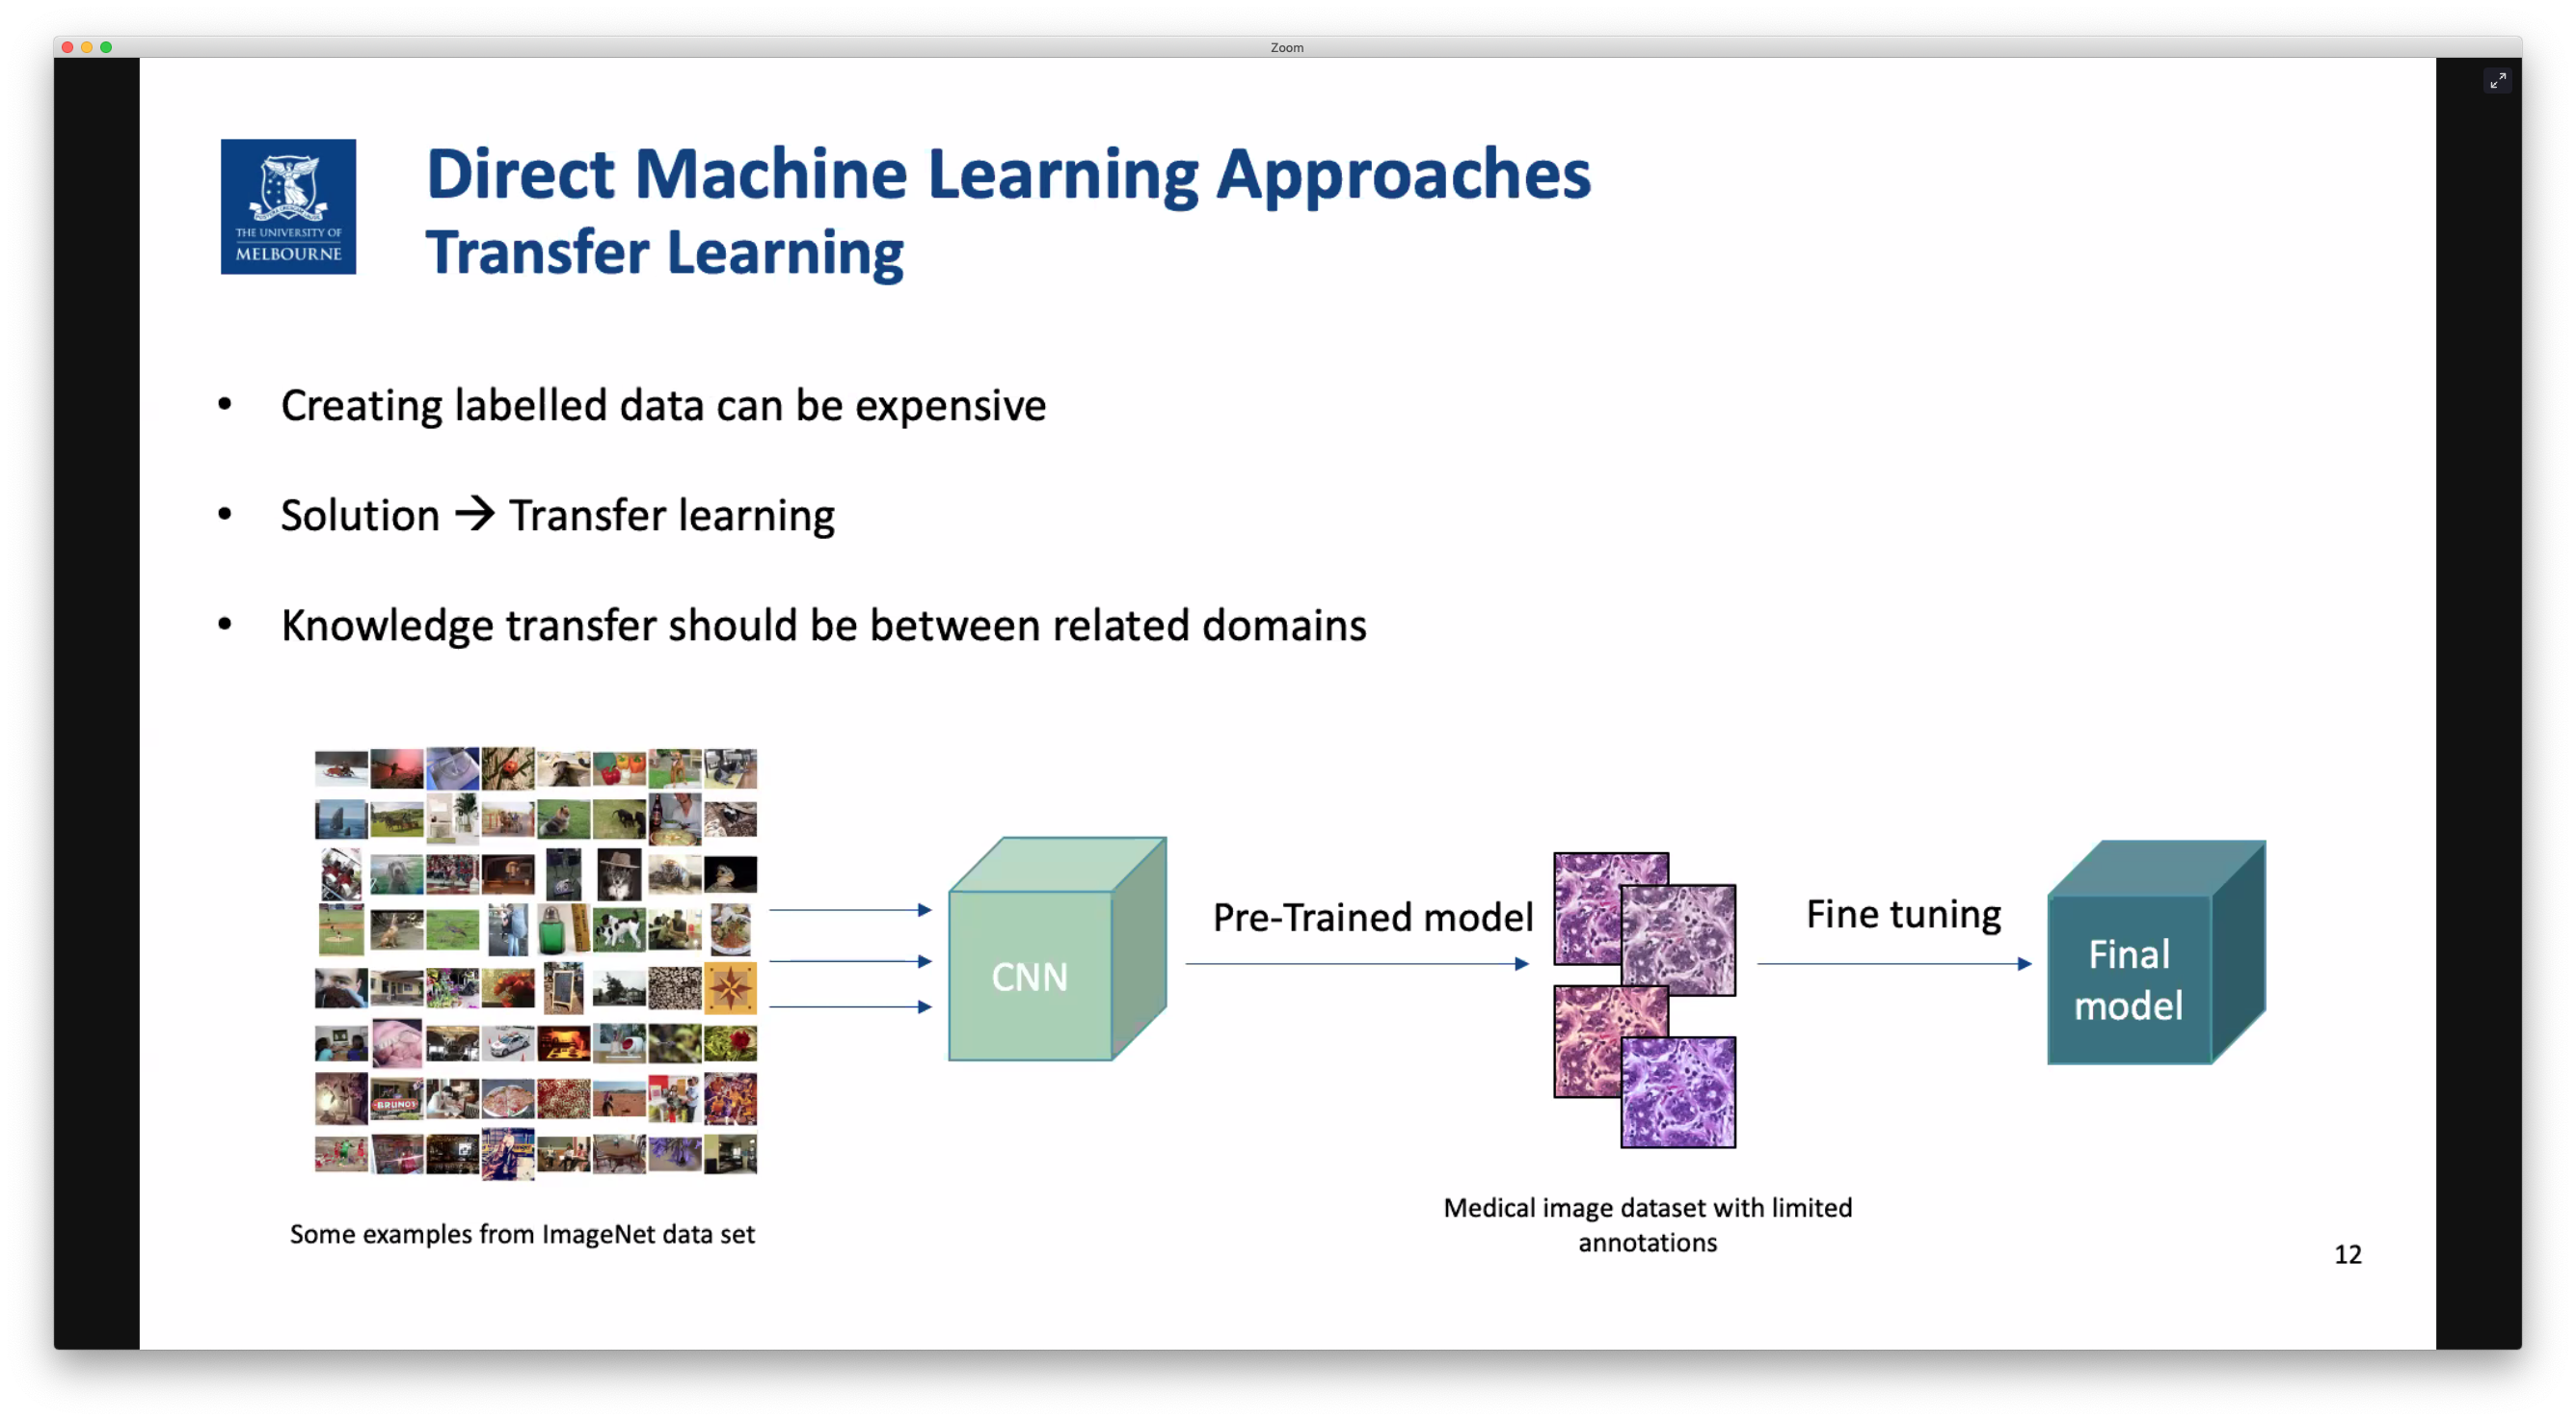 Zoom
THE UNIVERSITY OF
MELBOURNE
Direct Machine Learning Approaches
Transfer Learning
• Creating labelled data can be expensive
• Solution → Transfer learning
• Knowledge transfer should be between related domains
BRUNOS
CNN
Pre-Trained model
Fine tuning
Final
model
Some examples from ImageNet data set
Medical image dataset with limited
annotations
12